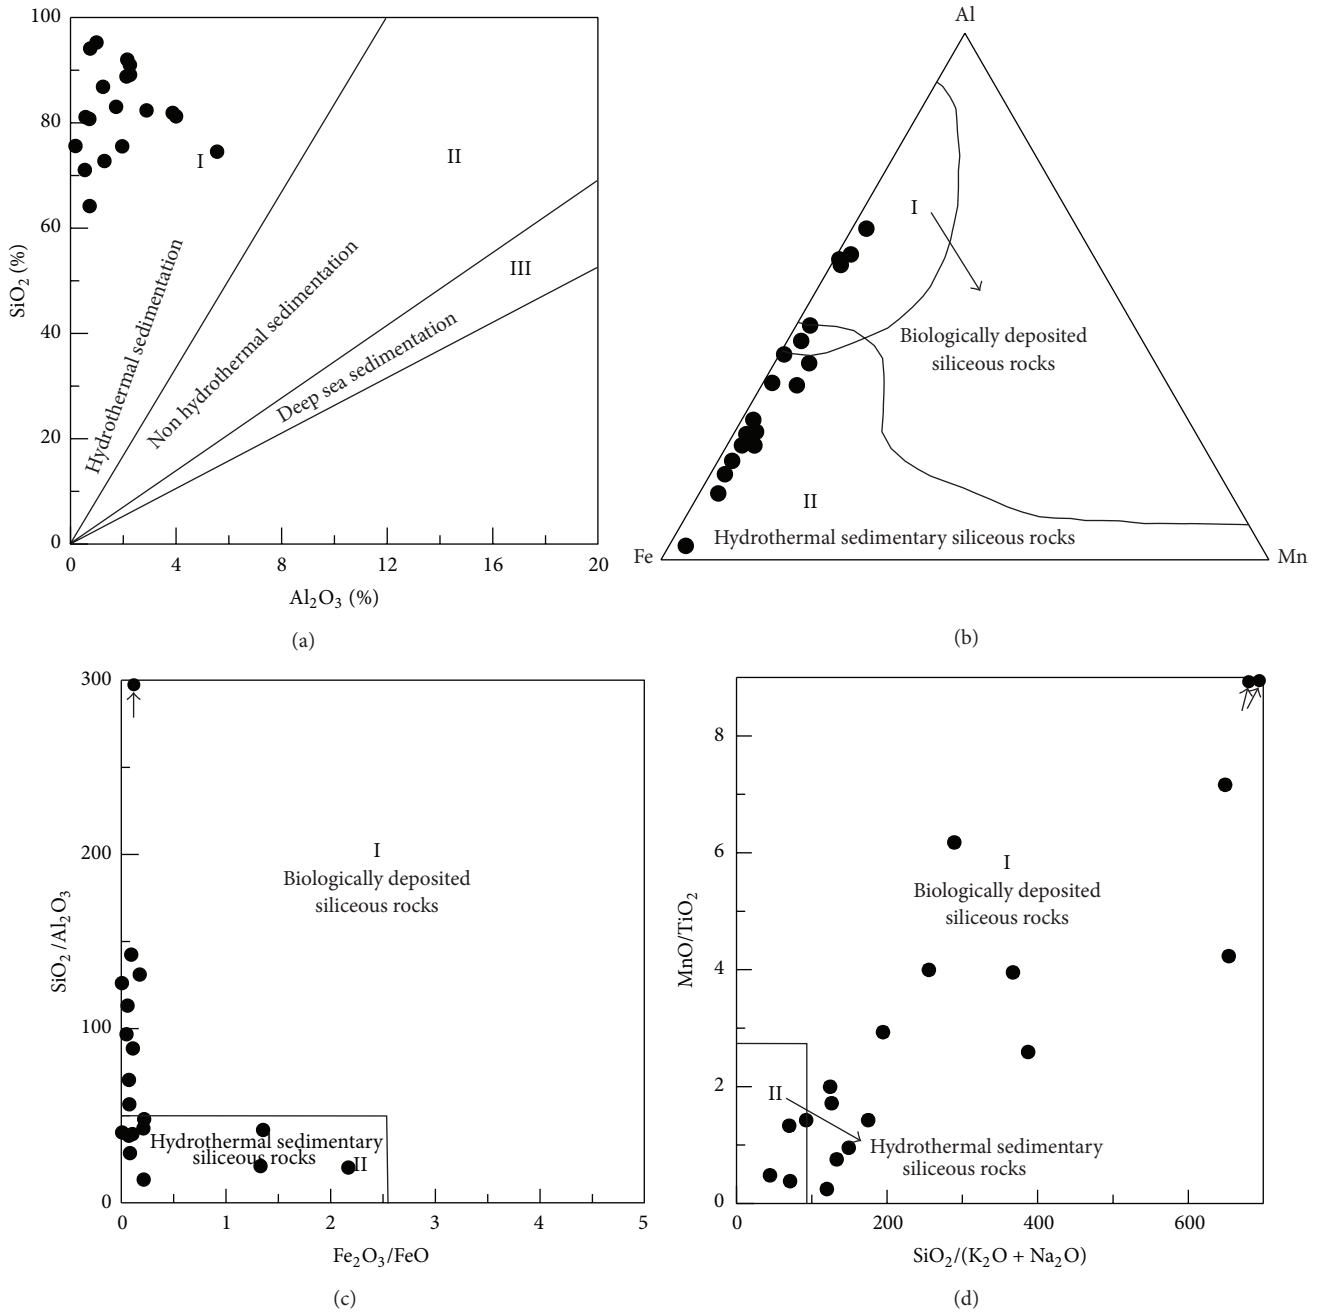 100
80
60
40
20
0
SiO2 (%)
I
II
III
Hydrothermal sedimentation
Non hydrothermal sedimentation
Deep sea sedimentation
0 4 8 12 16 20
Al2O3 (%)
(a)
Al
I
Biologically deposited
siliceous rocks
II
Hydrothermal sedimentary siliceous rocks
Fe
Mn
(b)
300
200
100
0
SiO2/Al2O3
I
Biologically deposited
siliceous rocks
Hydrothermal sedimentary
siliceous rocks
II
0 1 2 3 4 5
Fe2O3/FeO
(c)
8
6
4
2
0
MnO/TiO2
I
Biologically deposited
siliceous rocks
II
Hydrothermal sedimentary
siliceous rocks
0 200 400 600
SiO2/(K2O + Na2O)
(d)